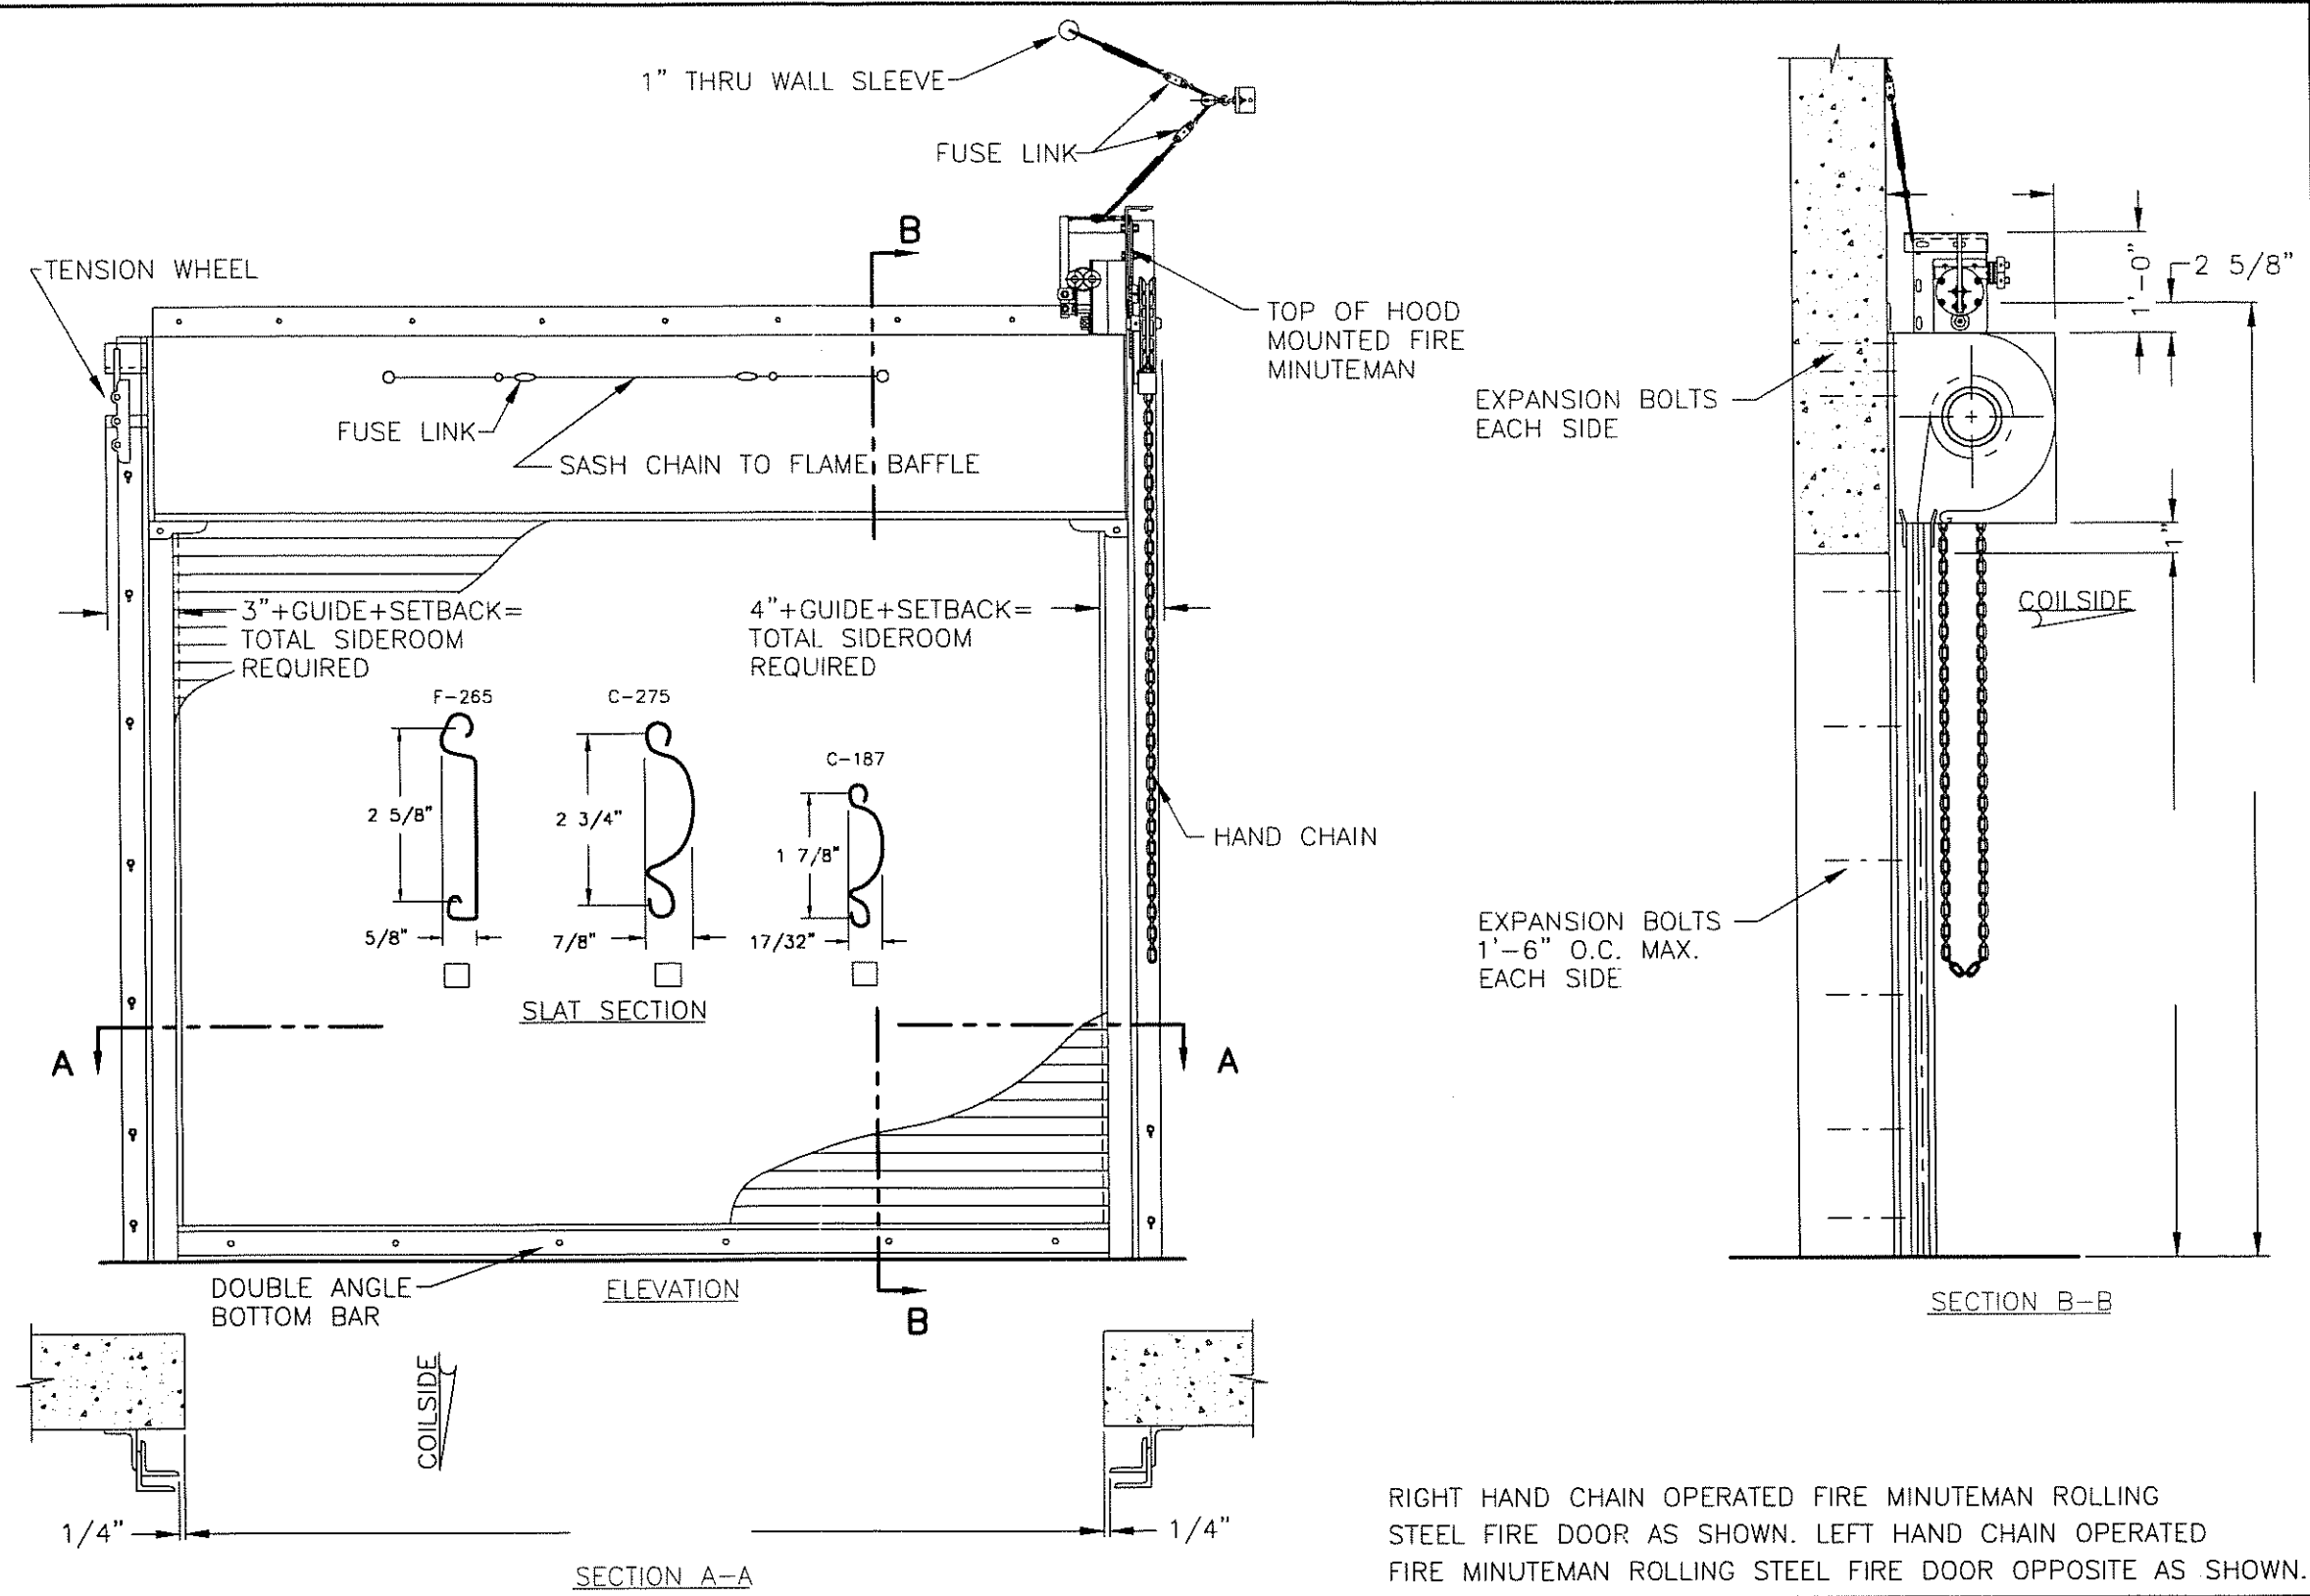 1" THRU WALL SLEEVE
FUSE LINK
B
TENSION WHEEL
TOP OF HOOD
MOUNTED FIRE
MINUTEMAN
FUSE LINK
SASH CHAIN TO FLAME BAFFLE
3"+GUIDE+SETBACK=
TOTAL SIDEROOM
REQUIRED
4"+GUIDE+SETBACK=
TOTAL SIDEROOM
REQUIRED
F-265
C-275
C-187
2 5/8"
2 3/4"
1 7/8"
5/8"
7/8"
17/32"
SLAT SECTION
HAND CHAIN
A
A
DOUBLE ANGLE
BOTTOM BAR
ELEVATION
B
1'-0"
2 5/8"
EXPANSION BOLTS
EACH SIDE
1"
COILSIDE
EXPANSION BOLTS
1'-6" O.C. MAX.
EACH SIDE
SECTION B-B
COILSIDE
1/4"
1/4"
SECTION A-A
RIGHT HAND CHAIN OPERATED FIRE MINUTEMAN ROLLING
STEEL FIRE DOOR AS SHOWN. LEFT HAND CHAIN OPERATED
FIRE MINUTEMAN ROLLING STEEL FIRE DOOR OPPOSITE AS SHOWN.